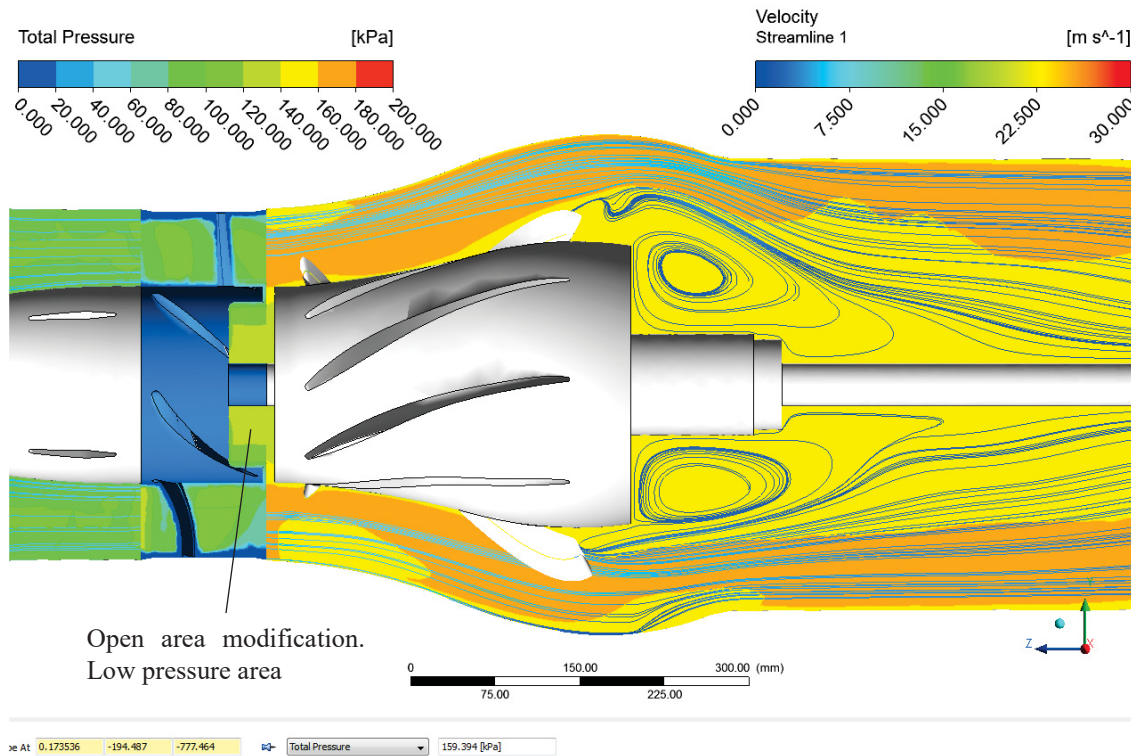 Total Pressure [kPa]
0.000 20.000 40.000 60.000 80.000 100.000 120.000 140.000 160.000 180.000 200.000
Velocity
Streamline 1 [m s^-1]
0.000 7.500 15.000 22.500 30.000
Open area modification.
Low pressure area
0 150.00 300.00 (mm)
75.00 225.00
Y
Z X
be At 0.173536 -194.487 -777.464 Total Pressure 159.394 [kPa]